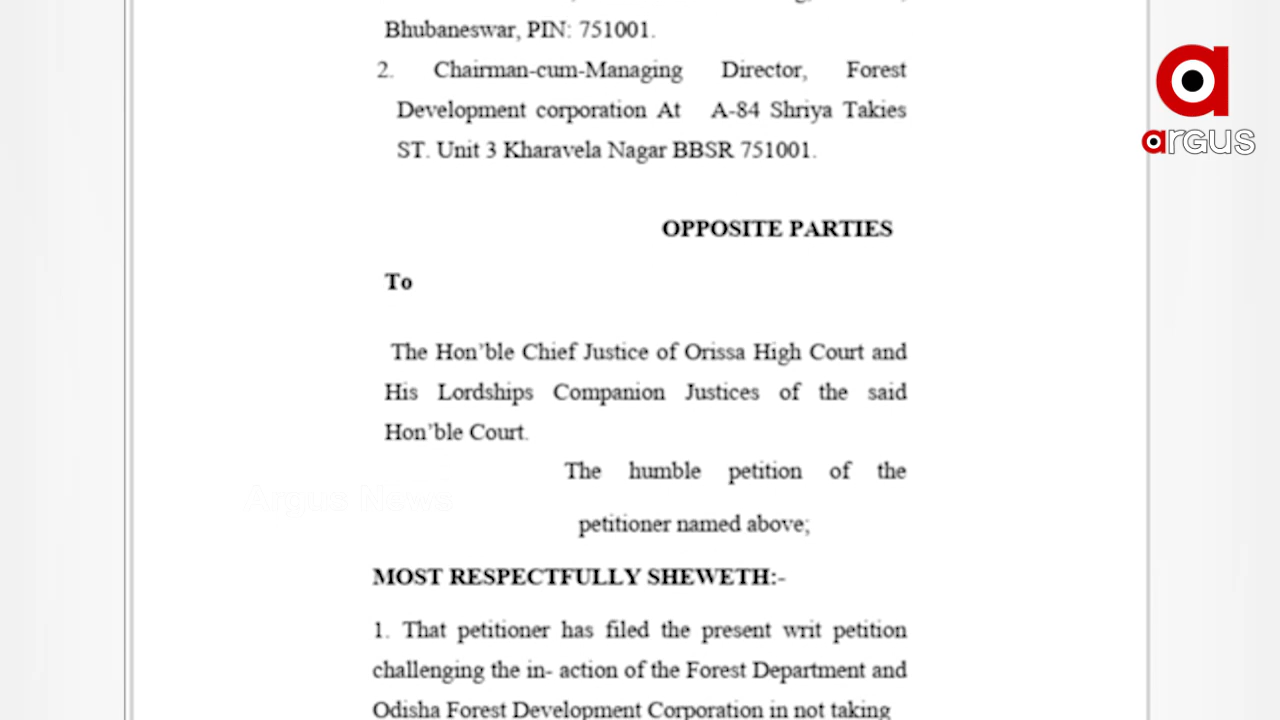 Bhubaneswar, PIN: 751001.
2. Chairman-cum-Managing Director, Forest
Development corporation At A-84 Shriya Takies
ST. Unit 3 Kharavela Nagar BBSR 751001.
a
argus
OPPOSITE PARTIES
To
The Hon’ble Chief Justice of Orissa High Court and
His Lordships Companion Justices of the said
Hon’ble Court.
The humble petition of the
Argus News
petitioner named above;
MOST RESPECTFULLY SHEWETH:-
1. That petitioner has filed the present writ petition
challenging the in- action of the Forest Department and
Odisha Forest Development Corporation in not taking